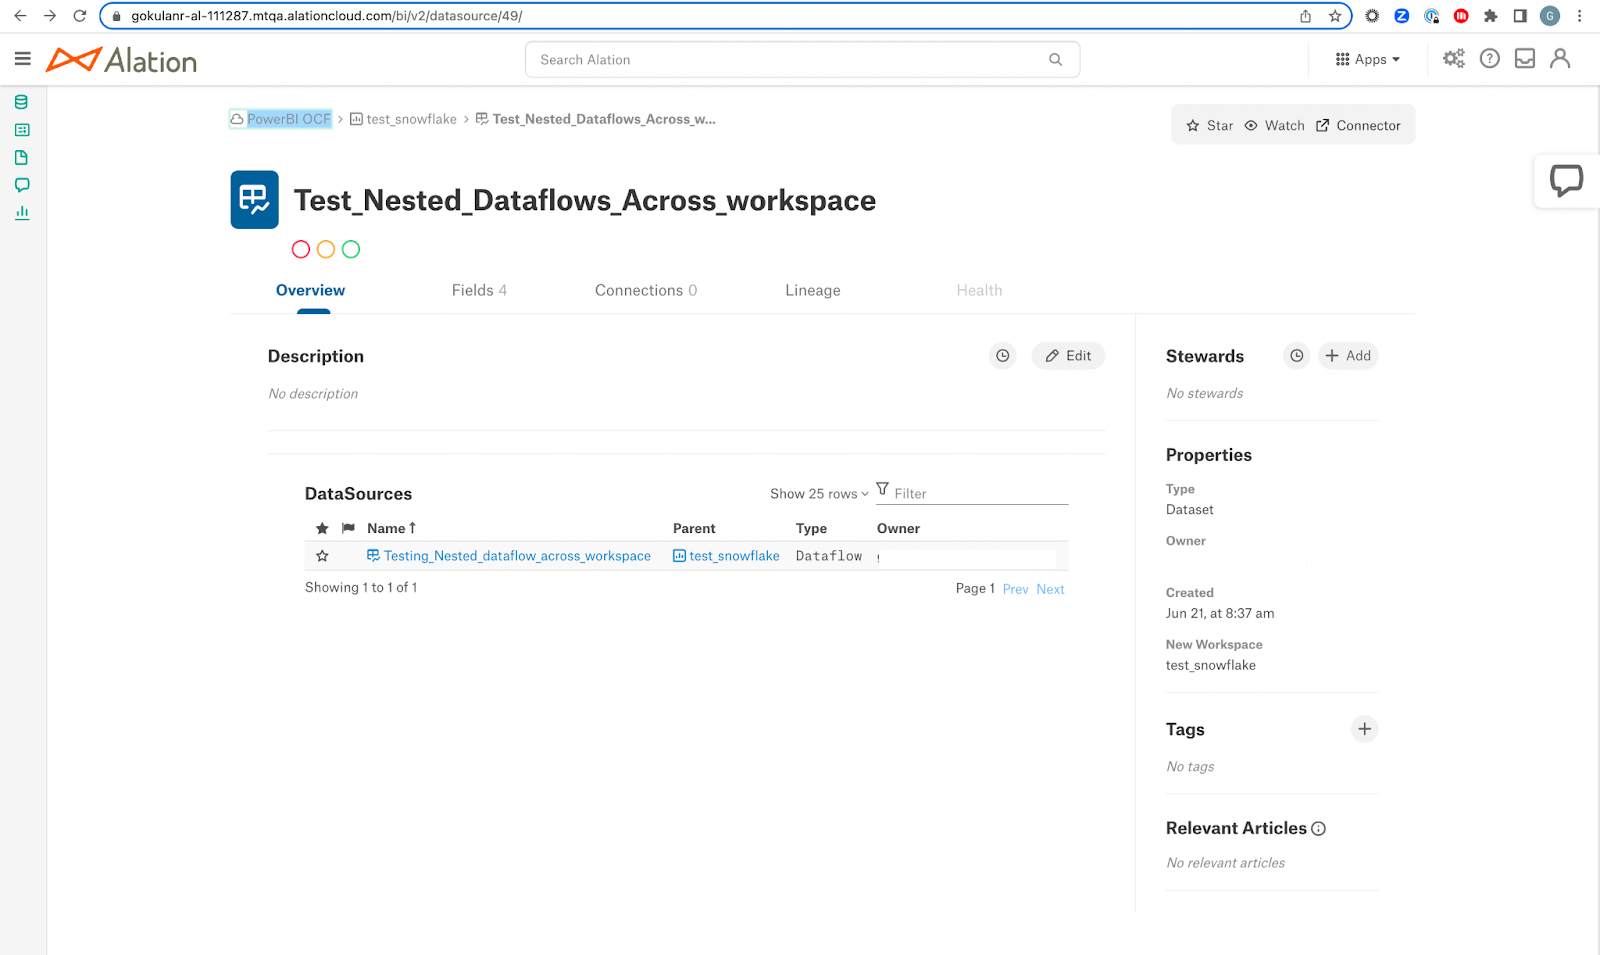 gokulanr-al-111287.mtqa.alationcloud.com/bi/v2/datasource/49/
G
Alation
Search Alation
Apps
PowerBI OCF > test_snowflake > Test_Nested_Dataflows_Across_w...
Star Watch Connector
Test_Nested_Dataflows_Across_workspace
Overview Fields 4 Connections 0 Lineage Health
Description Edit
No description
DataSources Show 25 rows Filter
Name ↑ Parent Type Owner
Testing_Nested_dataflow_across_workspace test_snowflake Dataflow
Showing 1 to 1 of 1 Page 1 Prev Next
Stewards + Add
No stewards
Properties
Type
Dataset
Owner
Created
Jun 21, at 8:37 am
New Workspace
test_snowflake
Tags +
No tags
Relevant Articles
No relevant articles